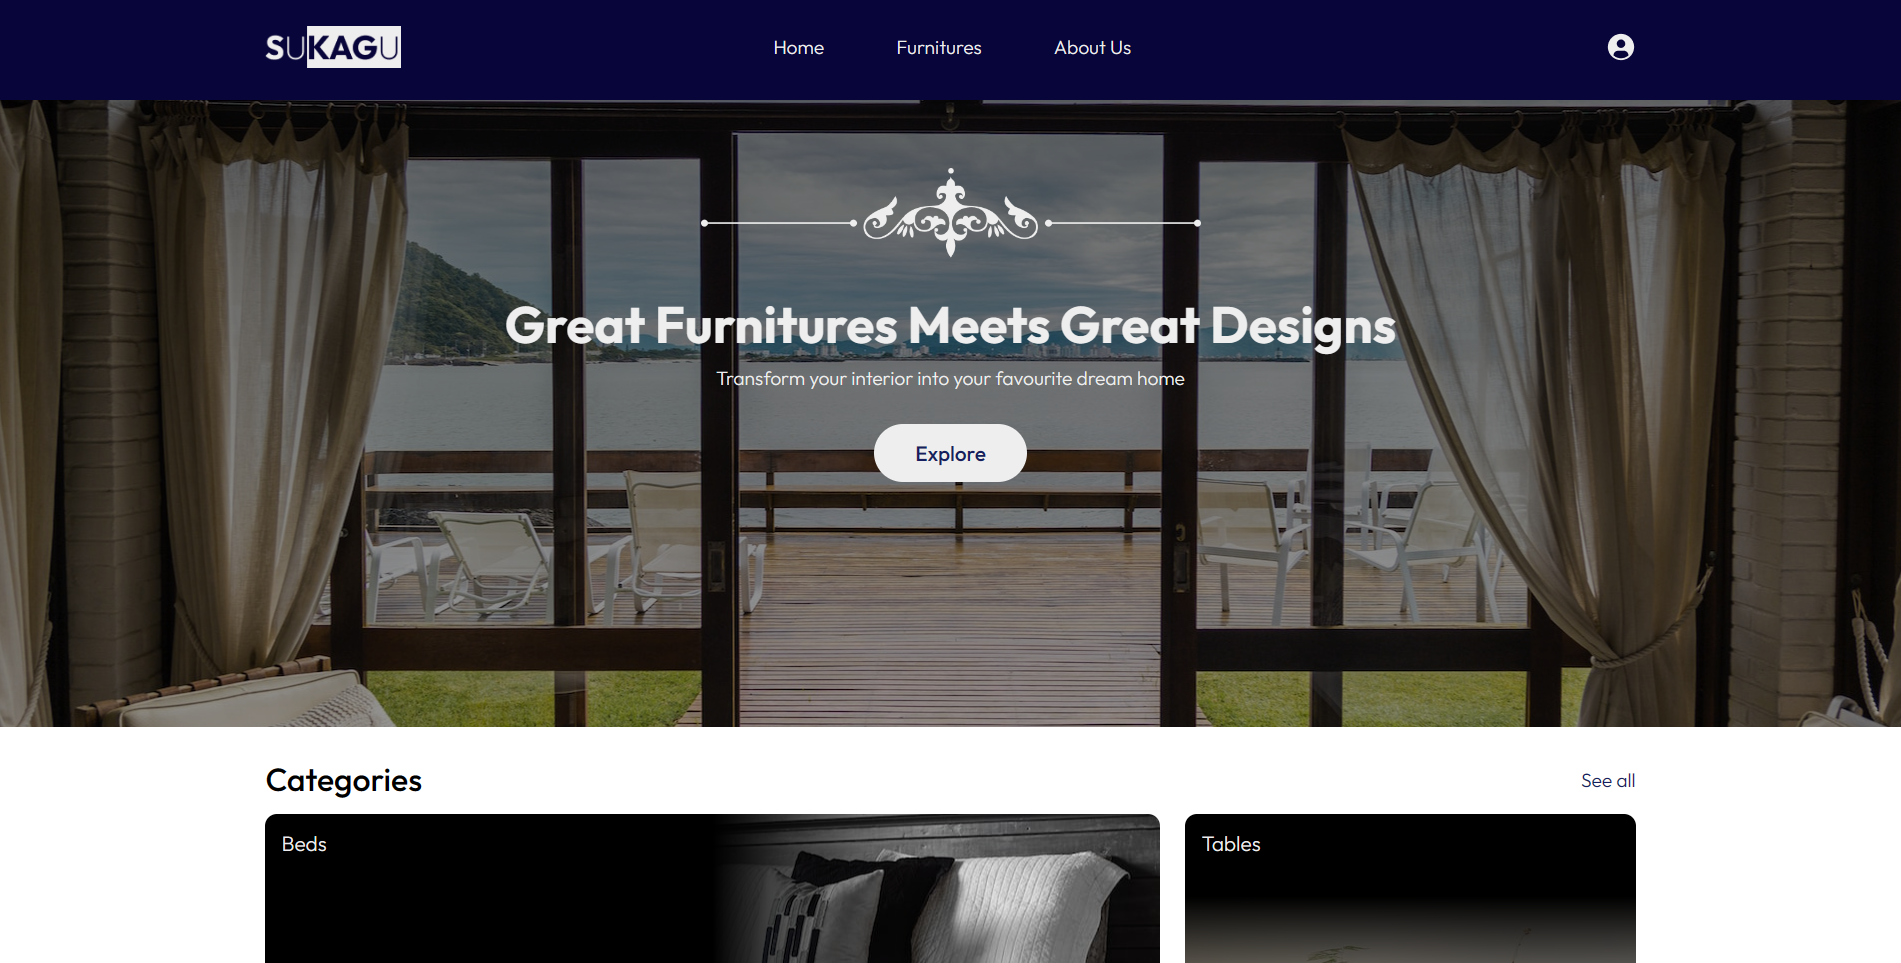 SUKAGU
Home Furnitures About Us
Great Furnitures Meets Great Designs
Transform your interior into your favourite dream home
Explore
Categories
See all
Beds
Tables